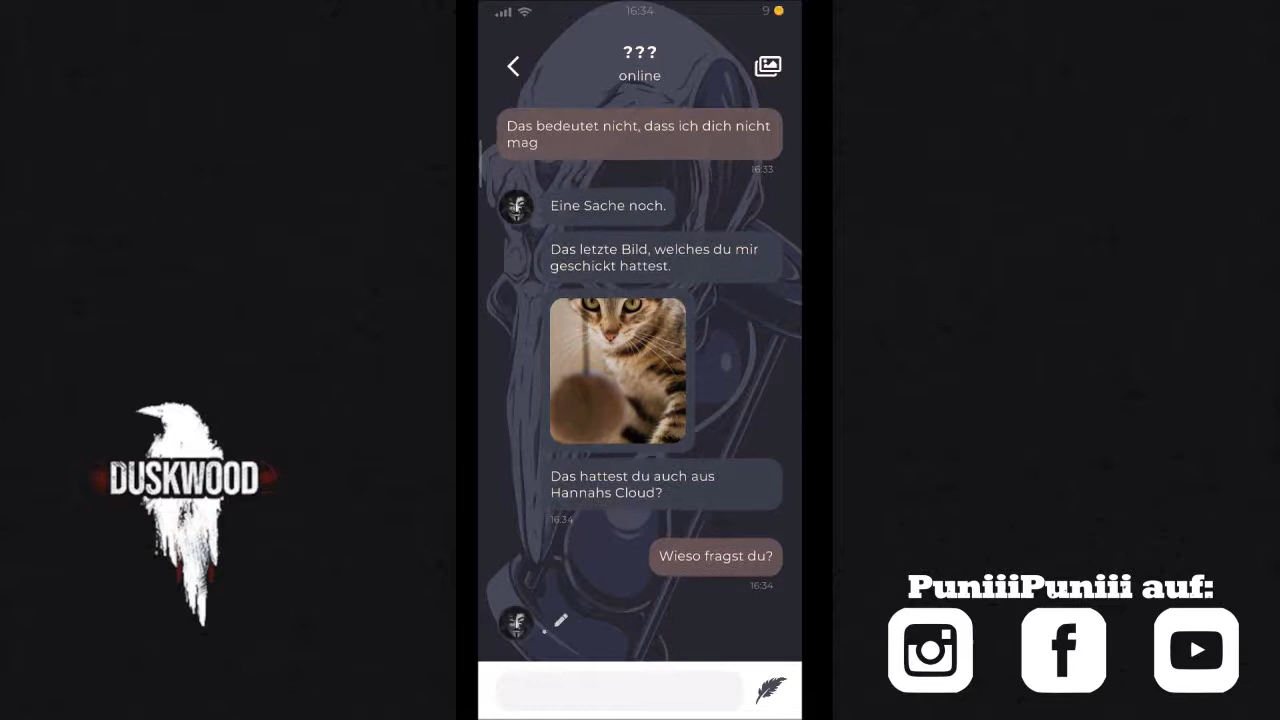 16:34
9
???
online
Das bedeutet nicht, dass ich dich nicht
mag
16:33
Eine Sache noch.
Das letzte Bild, welches du mir
geschickt hattest.
Das hattest du auch aus
Hannahs Cloud?
16:34
Wieso fragst du?
16:34
DUSKWOOD
PuniiiPuniii auf: